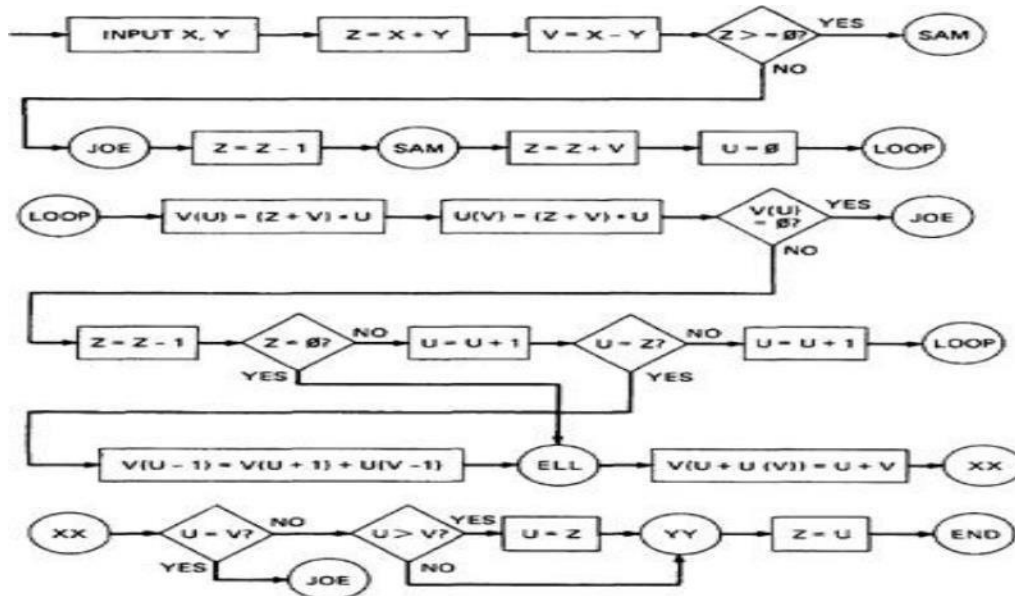 INPUT X, Y
Z = X + Y
V = X - Y
Z > = Ø?
YES
SAM
NO
JOE
Z = Z - 1
SAM
Z = Z + V
U = Ø
LOOP
LOOP
V(U) = (Z + V) * U
U(V) = (Z + V) * U
V(U)
= Ø?
YES
JOE
NO
Z = Z - 1
Z = Ø?
NO
U = U + 1
U = Z?
NO
U = U + 1
LOOP
YES
YES
V(U - 1) = V(U + 1) + U(V - 1)
ELL
V(U + U (V)) = U + V
XX
XX
U = V?
NO
U > V?
YES
U = Z
YY
Z = U
END
YES
JOE
NO